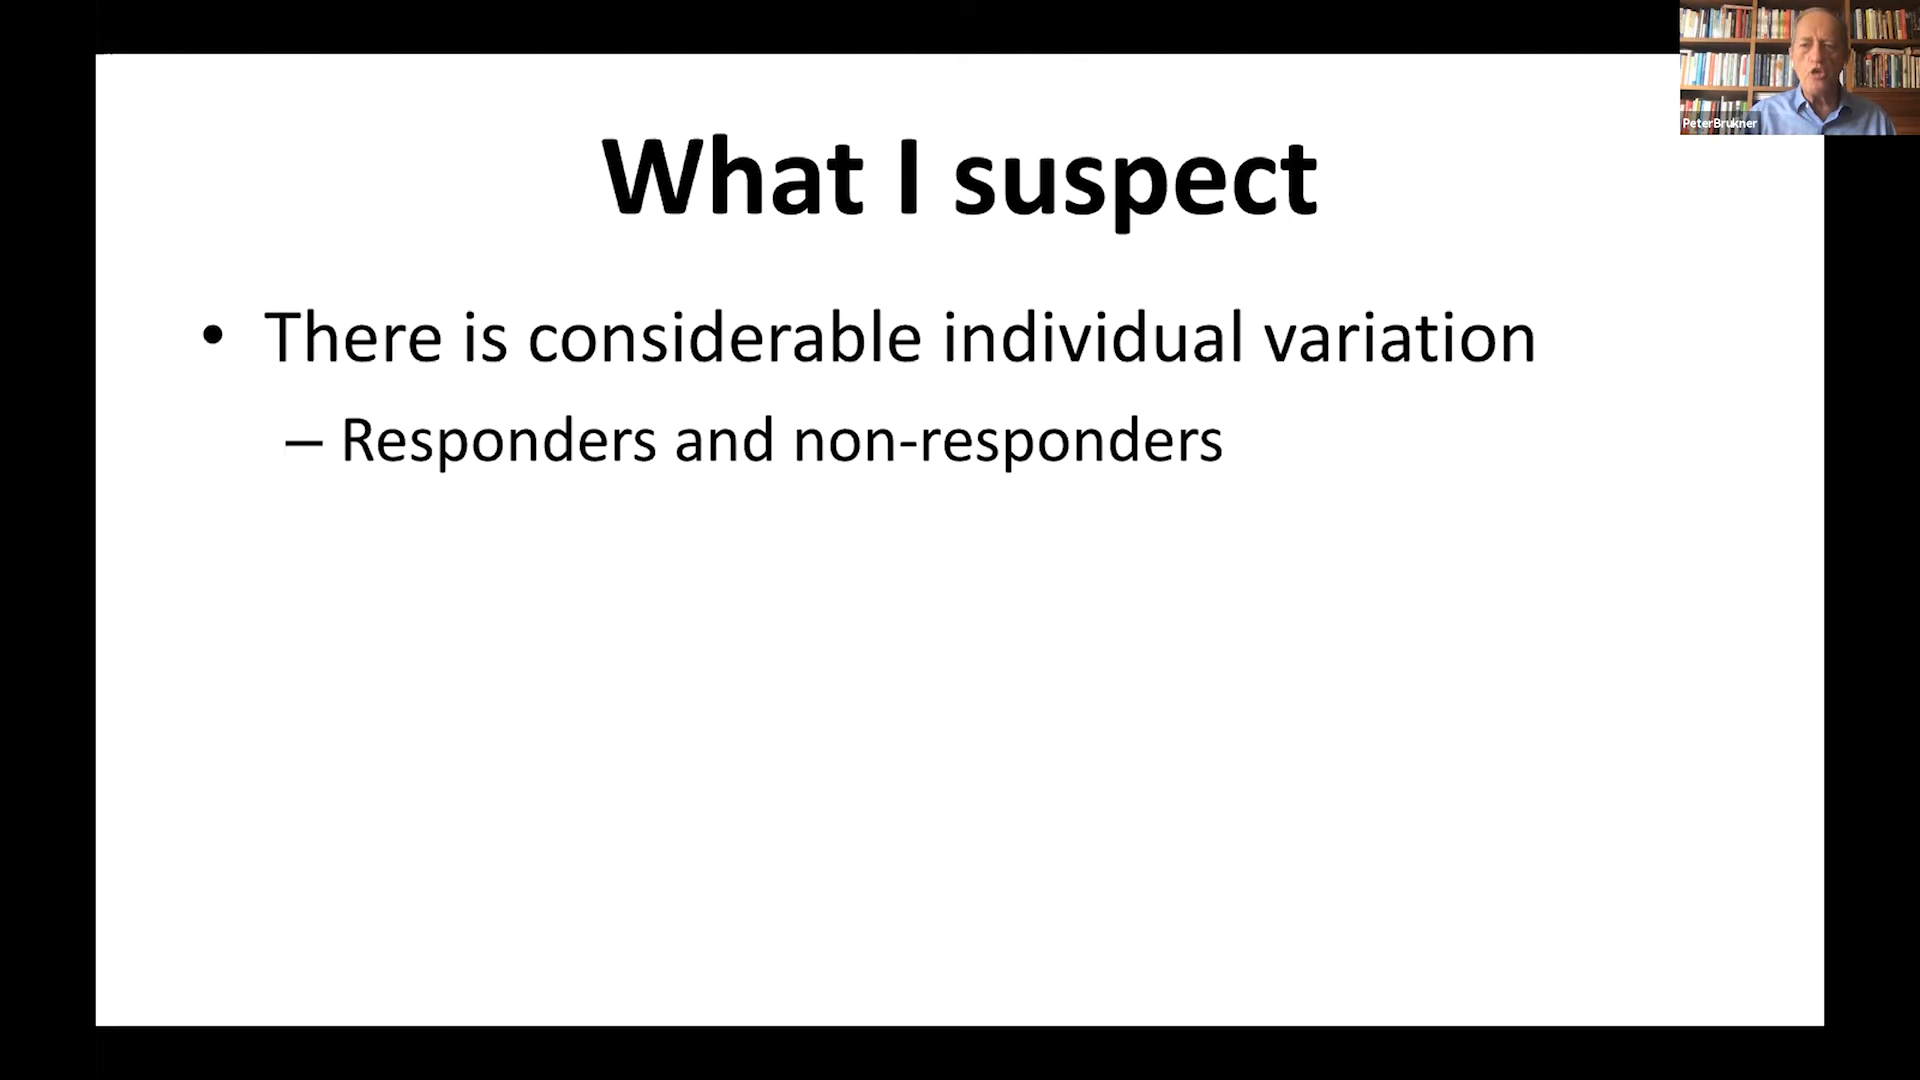 What I suspect
• There is considerable individual variation
– Responders and non-responders
PeterBrukner